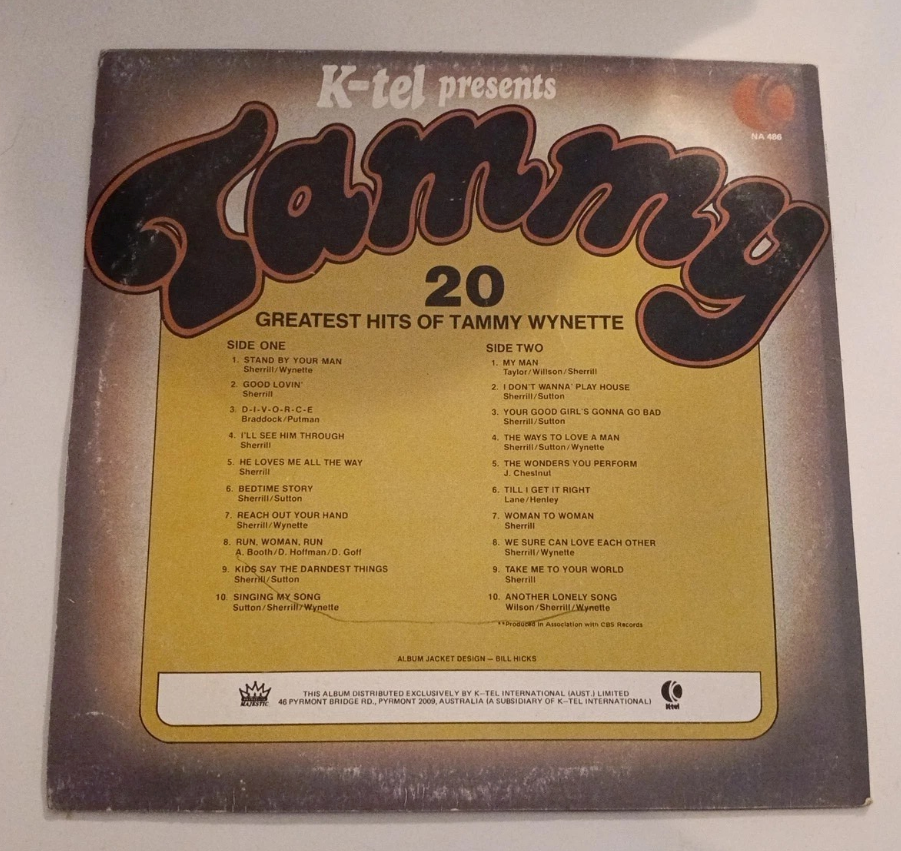 K-tel presents
NA 486
Tammy
20
GREATEST HITS OF TAMMY WYNETTE
SIDE ONE
1. STAND BY YOUR MAN
Sherrill/Wynette
2. GOOD LOVIN'
Sherrill
3. D-I-V-O-R-C-E
Braddock/Putman
4. I'LL SEE HIM THROUGH
Sherrill
5. HE LOVES ME ALL THE WAY
Sherrill
6. BEDTIME STORY
Sherrill/Sutton
7. REACH OUT YOUR HAND
Sherrill/Wynette
8. RUN, WOMAN, RUN
A. Booth/D. Hoffman/D. Goff
9. KIDS SAY THE DARNDEST THINGS
Sherrill/Sutton
10. SINGING MY SONG
Sutton/Sherrill/Wynette
SIDE TWO
1. MY MAN
Taylor/Willson/Sherrill
2. I DON'T WANNA' PLAY HOUSE
Sherrill/Sutton
3. YOUR GOOD GIRL'S GONNA GO BAD
Sherrill/Sutton
4. THE WAYS TO LOVE A MAN
Sherrill/Sutton/Wynette
5. THE WONDERS YOU PERFORM
J. Chestnut
6. TILL I GET IT RIGHT
Lane/Henley
7. WOMAN TO WOMAN
Sherrill
8. WE SURE CAN LOVE EACH OTHER
Sherrill/Wynette
9. TAKE ME TO YOUR WORLD
Sherrill
10. ANOTHER LONELY SONG
Wilson/Sherrill/Wynette
**Produced in Association with CBS Records
ALBUM JACKET DESIGN — BILL HICKS
MAJESTIC
THIS ALBUM DISTRIBUTED EXCLUSIVELY BY K-TEL INTERNATIONAL (AUST.) LIMITED
46 PYRMONT BRIDGE RD., PYRMONT 2009, AUSTRALIA (A SUBSIDIARY OF K-TEL INTERNATIONAL)
K-tel